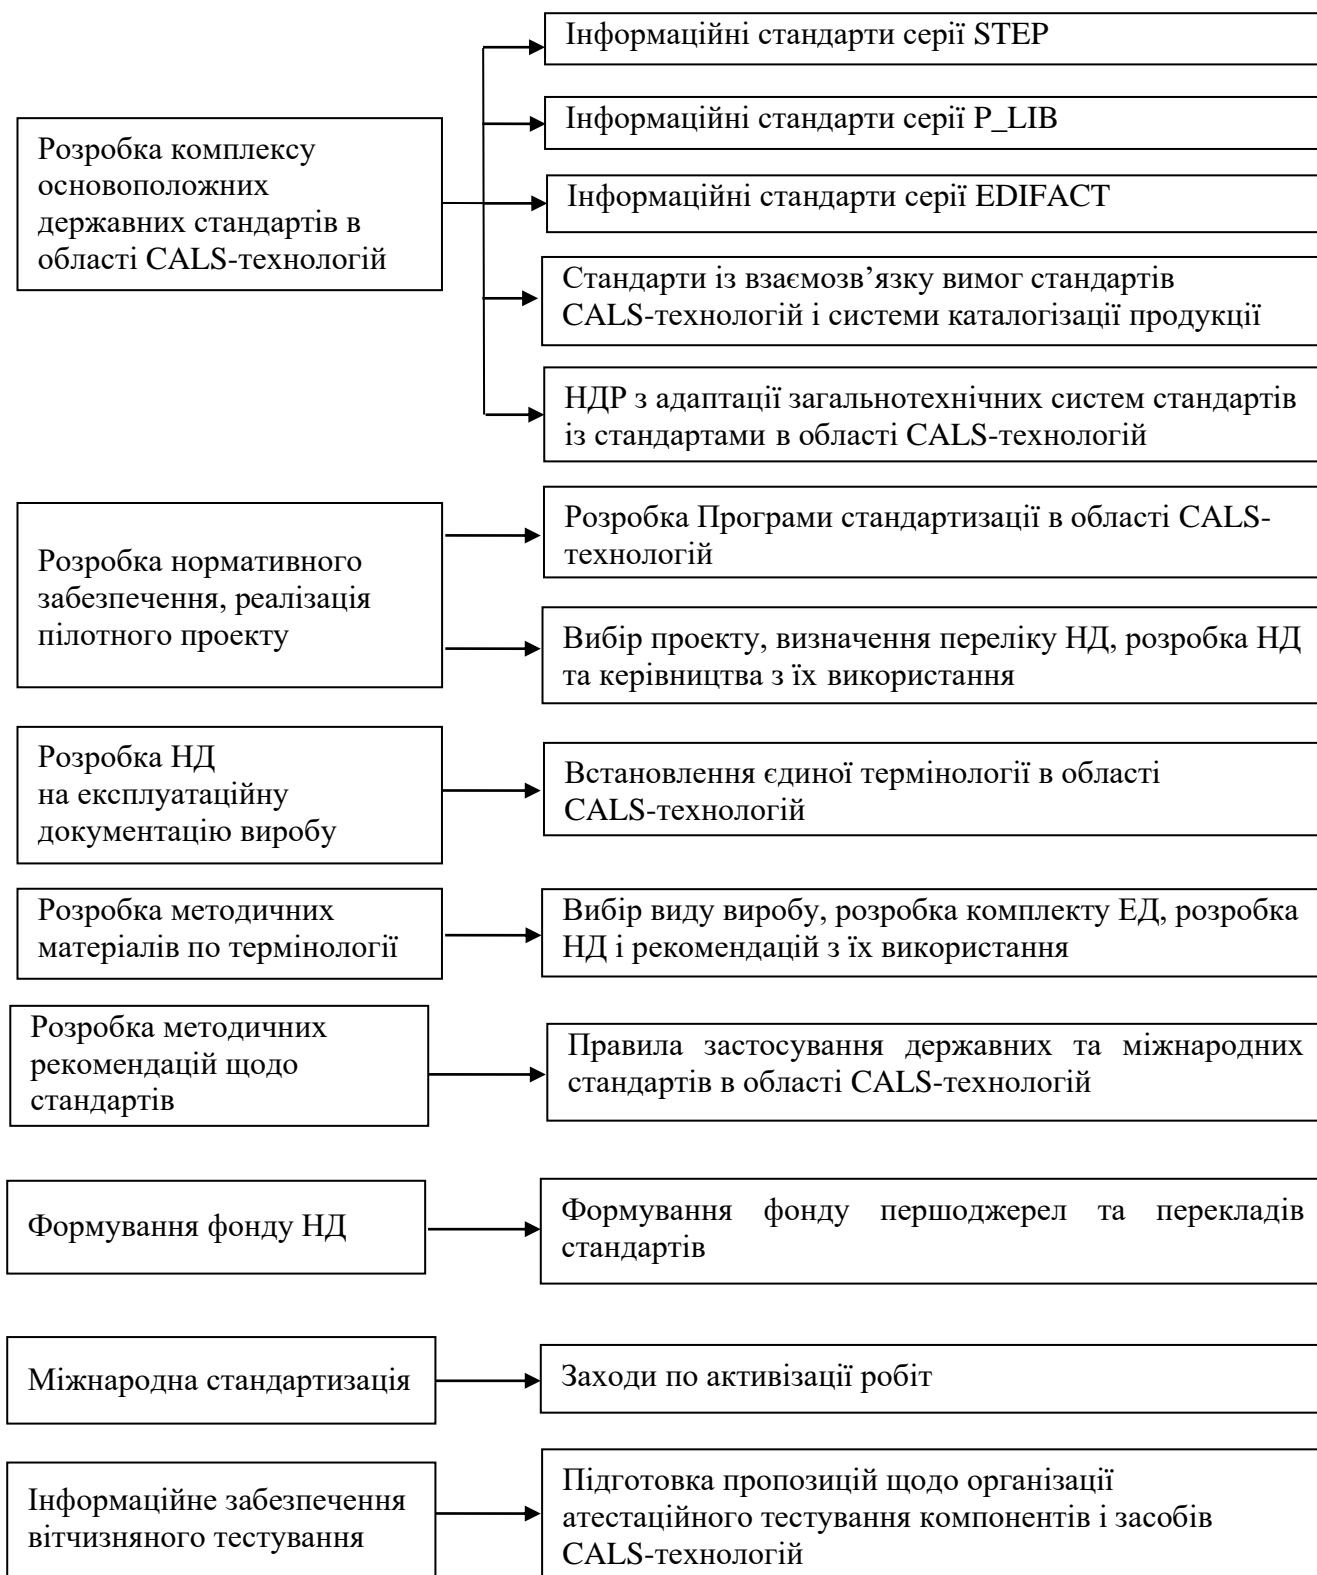 Інформаційні стандарти серії STEP
Інформаційні стандарти серії P_LIB
Розробка комплексу
основоположних
державних стандартів в
області CALS-технологій
Інформаційні стандарти серії EDIFACT
Стандарти із взаємозв’язку вимог стандартів
CALS-технологій і системи каталогізації продукції
НДР з адаптації загальнотехнічних систем стандартів
із стандартами в області CALS-технологій
Розробка нормативного
забезпечення, реалізація
пілотного проекту
Розробка Програми стандартизації в області CALS-
технологій
Вибір проекту, визначення переліку НД, розробка НД
та керівництва з їх використання
Розробка НД
на експлуатаційну
документацію виробу
Встановлення єдиної термінології в області
CALS-технологій
Розробка методичних
матеріалів по термінології
Вибір виду виробу, розробка комплекту ЕД, розробка
НД і рекомендацій з їх використання
Розробка методичних
рекомендацій щодо
стандартів
Правила застосування державних та міжнародних
стандартів в області CALS-технологій
Формування фонду НД
Формування фонду першоджерел та перекладів
стандартів
Міжнародна стандартизація
Заходи по активізації робіт
Інформаційне забезпечення
вітчизняного тестування
Підготовка пропозицій щодо організації
атестаційного тестування компонентів і засобів
CALS-технологій